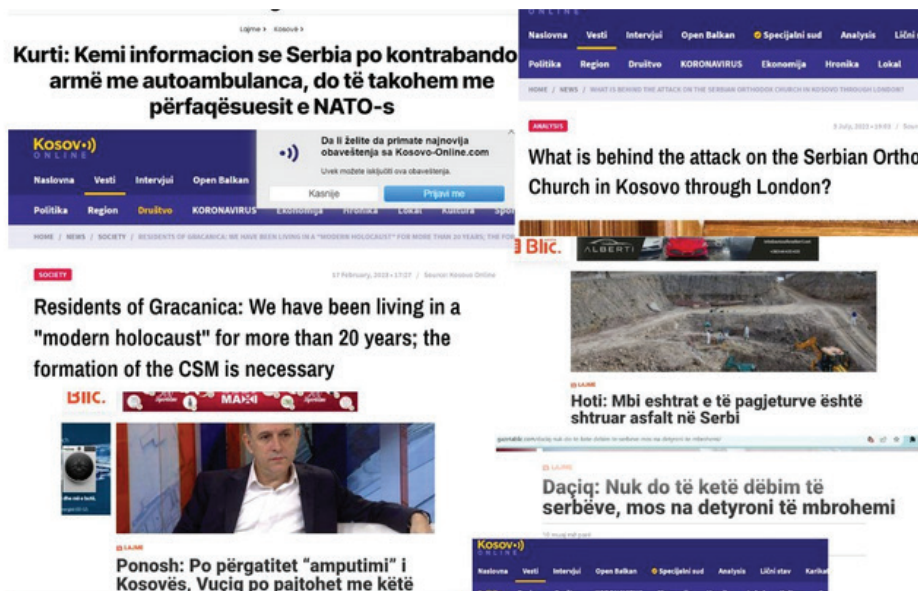 Lajme > Kosovë >
Kurti: Kemi informacion se Serbia po kontrabando
armë me autoambulanca, do të takohem me
përfaqësuesit e NATO-s
Kosovo
ONLINE
Da li želite da primate najnovija
obaveštenja sa Kosovo-Online.com
Uvek možete isključiti ova obaveštenja.
Kasnije
Prijavi me
Naslovna Vesti Intervjui Open Balkan
Politika Region Društvo KORONAVIRUS Ekonomija Hronika Lokal Kultura
HOME / NEWS / SOCIETY / RESIDENTS OF GRACANICA: WE HAVE BEEN LIVING IN A "MODERN HOLOCAUST" FOR MORE THAN 20 YEARS; THE
SOCIETY
17 February, 2023 • 17:27 / Source: Kosovo Online
Residents of Gracanica: We have been living in a
"modern holocaust" for more than 20 years; the
formation of the CSM is necessary
Blic.
MAXI
LAJME
Ponosh: Po përgatitet "amputimi" i
Kosovës, Vuçiq po pajtohet me këtë
ONLINE
Naslovna Vesti Intervjui Open Balkan Specijalni sud Analysis Lični
Politika Region Društvo KORONAVIRUS Ekonomija Hronika Lokal
HOME / NEWS / WHAT IS BEHIND THE ATTACK ON THE SERBIAN ORTHODOX CHURCH IN KOSOVO THROUGH LONDON?
ANALYSIS
What is behind the attack on the Serbian Ortho
Church in Kosovo through London?
Blic.
ALBERTI
LAJME
Hoti: Mbi eshtrat e të pagjeturve është
shtruar asfalt në Serbi
LAJME
Daçiq: Nuk do të ketë dëbim të
serbëve, mos na detyroni të mbrohemi
Kosovo
ONLINE
Naslovna Vesti Intervjui Open Balkan Specijalni sud Analysis Lični stav